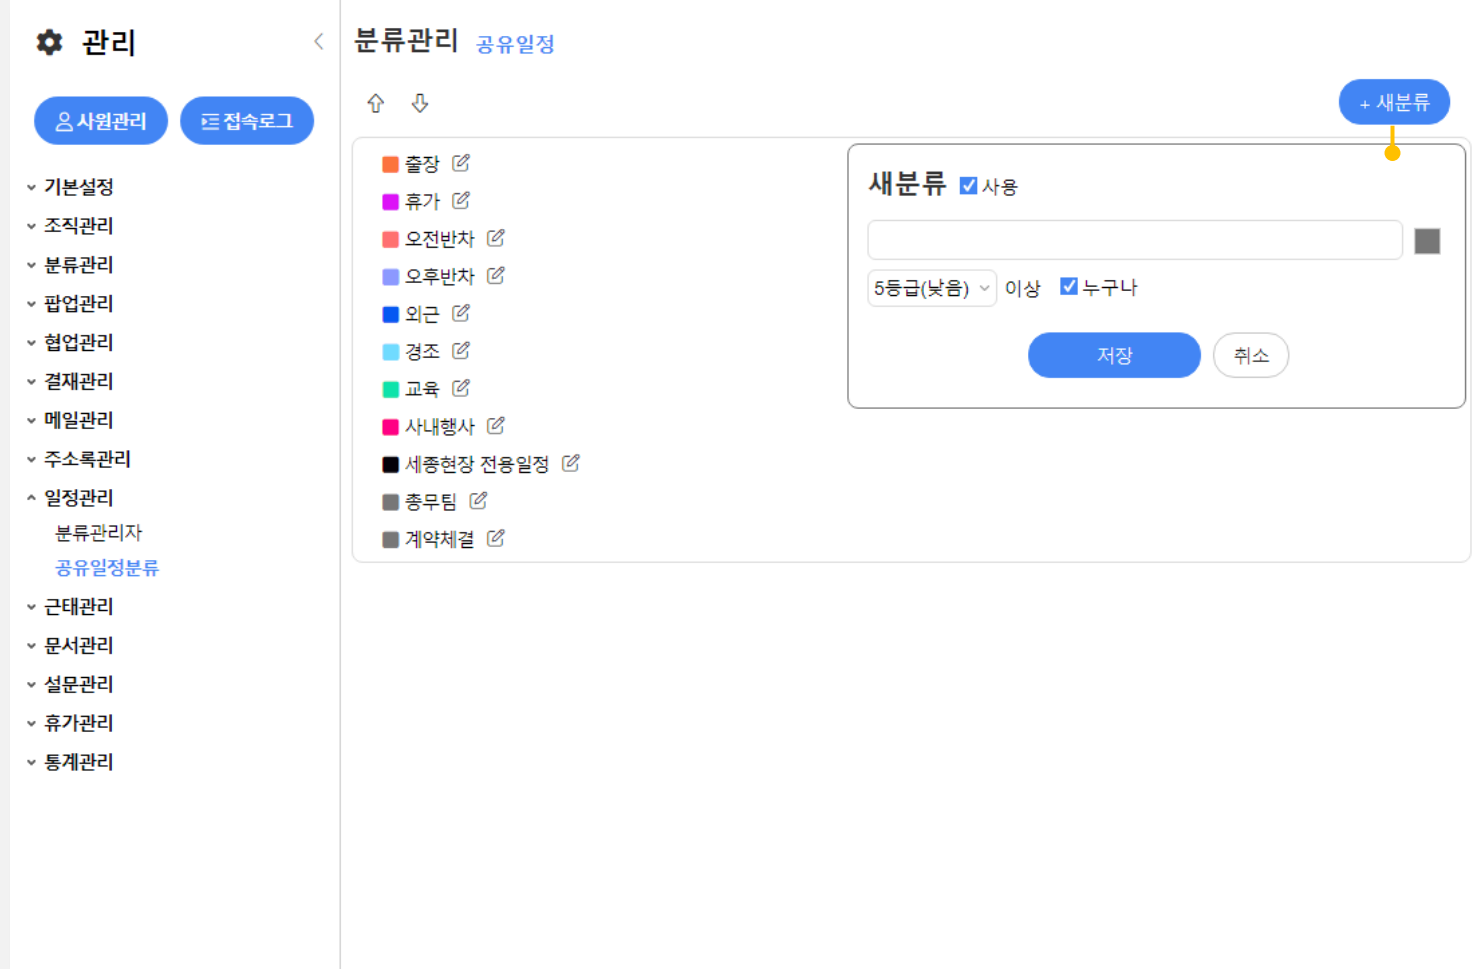 관리
사원관리
접속로그
기본설정
조직관리
분류관리
팝업관리
협업관리
결재관리
메일관리
주소록관리
일정관리
분류관리자
공유일정분류
근태관리
문서관리
설문관리
휴가관리
통계관리
분류관리 공유일정
+ 새분류
출장
휴가
오전반차
오후반차
외근
경조
교육
사내행사
세종현장 전용일정
총무팀
계약체결
새분류 사용
5등급(낮음) 이상 누구나
저장 취소